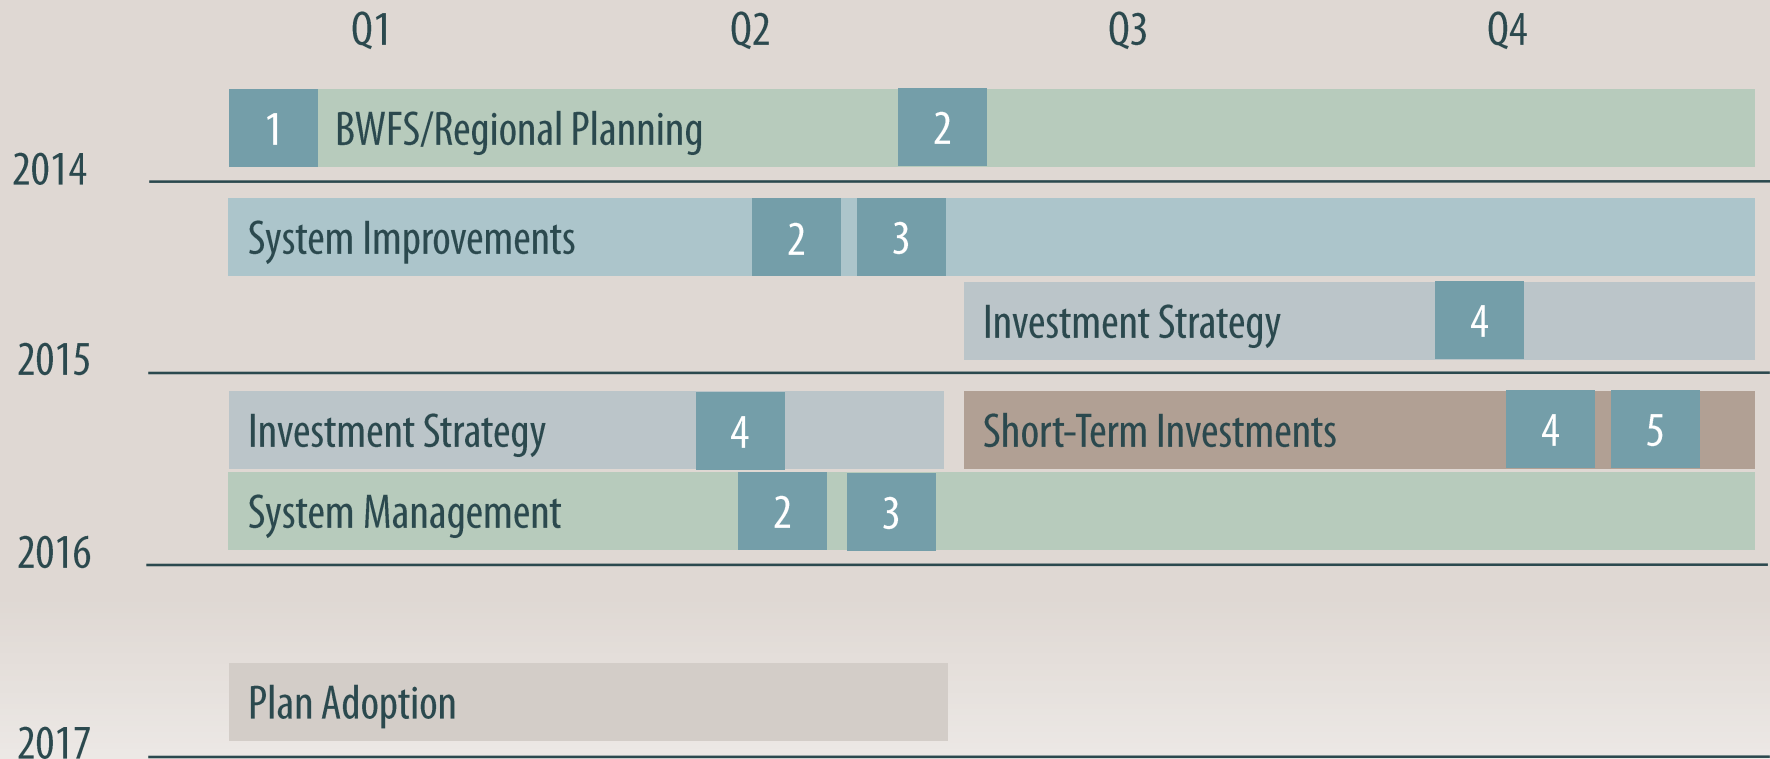 Q1 Q2 Q3 Q4
1 BWFS/Regional Planning 2
2014
System Improvements 2 3
Investment Strategy 4
2015
Investment Strategy 4 Short-Term Investments 4 5
System Management 2 3
2016
Plan Adoption
2017